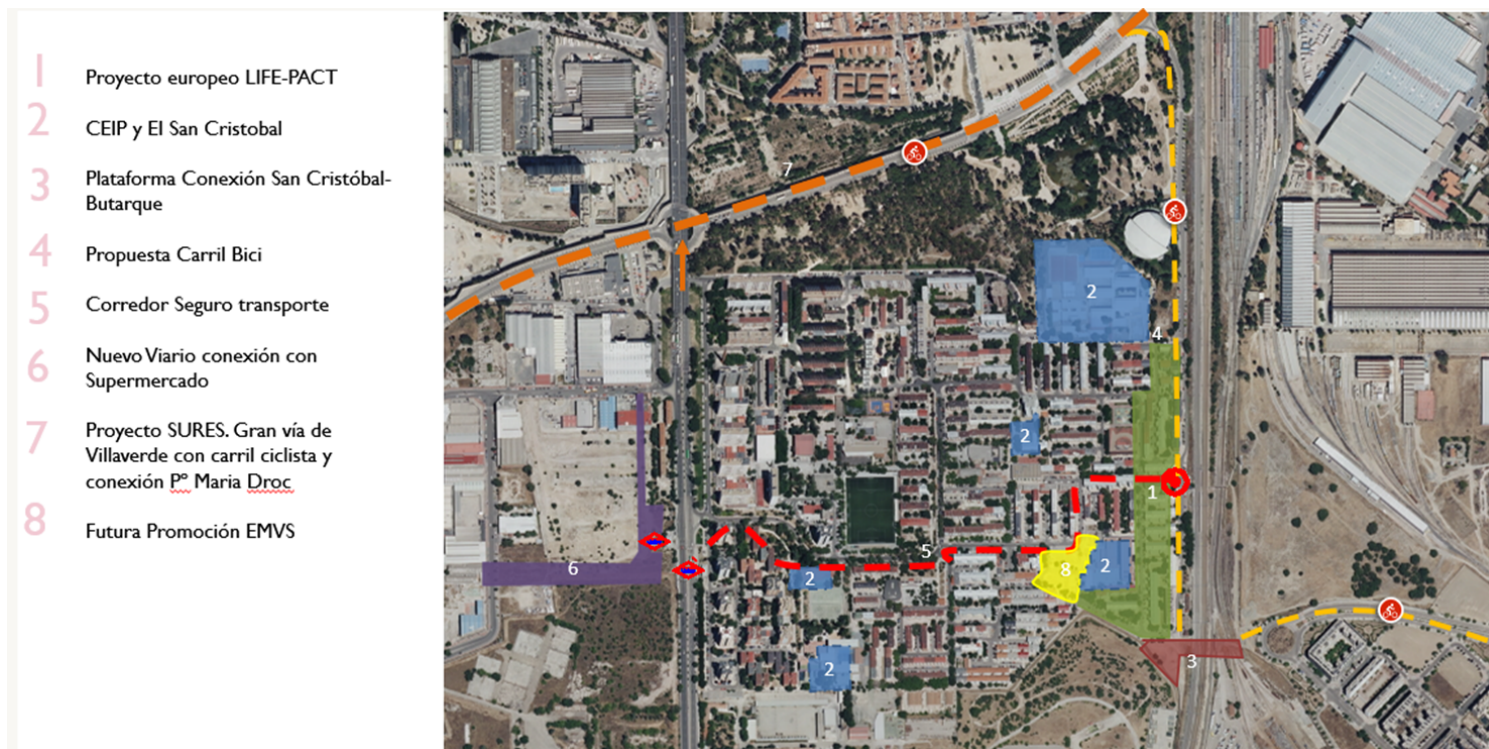 1
Proyecto europeo LIFE-PACT
2
CEIP y EI San Cristobal
3
Plataforma Conexión San Cristóbal-
Butarque
4
Propuesta Carril Bici
5
Corredor Seguro transporte
6
Nuevo Viario conexión con
Supermercado
7
Proyecto SURES. Gran vía de
Villaverde con carril ciclista y
conexión Pº Maria Droc
8
Futura Promoción EMVS
7
2
4
2
1
5
6
8
2
2
2
3